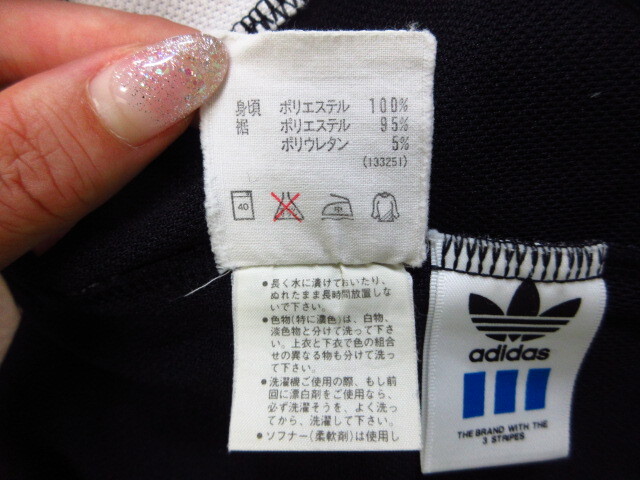 身頃 ポリエステル 100%
裾 ポリエステル 95%
ポリウレタン 5%
(133251)
40 中
●長く水に漬けておいたり、
ぬれたまま長時間放置し
ないで下さい。
●色物(特に濃色)は、白物、
淡色物と分けて洗って下さ
い。上衣と下衣で色の組合
せの異なる物も分けて洗っ
て下さい。
●洗濯機ご使用の際、もし前
回に漂白剤をご使用なら、
必ず洗濯そうを、よく洗っ
てから、洗濯して下さい。
●ソフナー(柔軟剤)は使用し
adidas
THE BRAND WITH THE
3 STRIPES